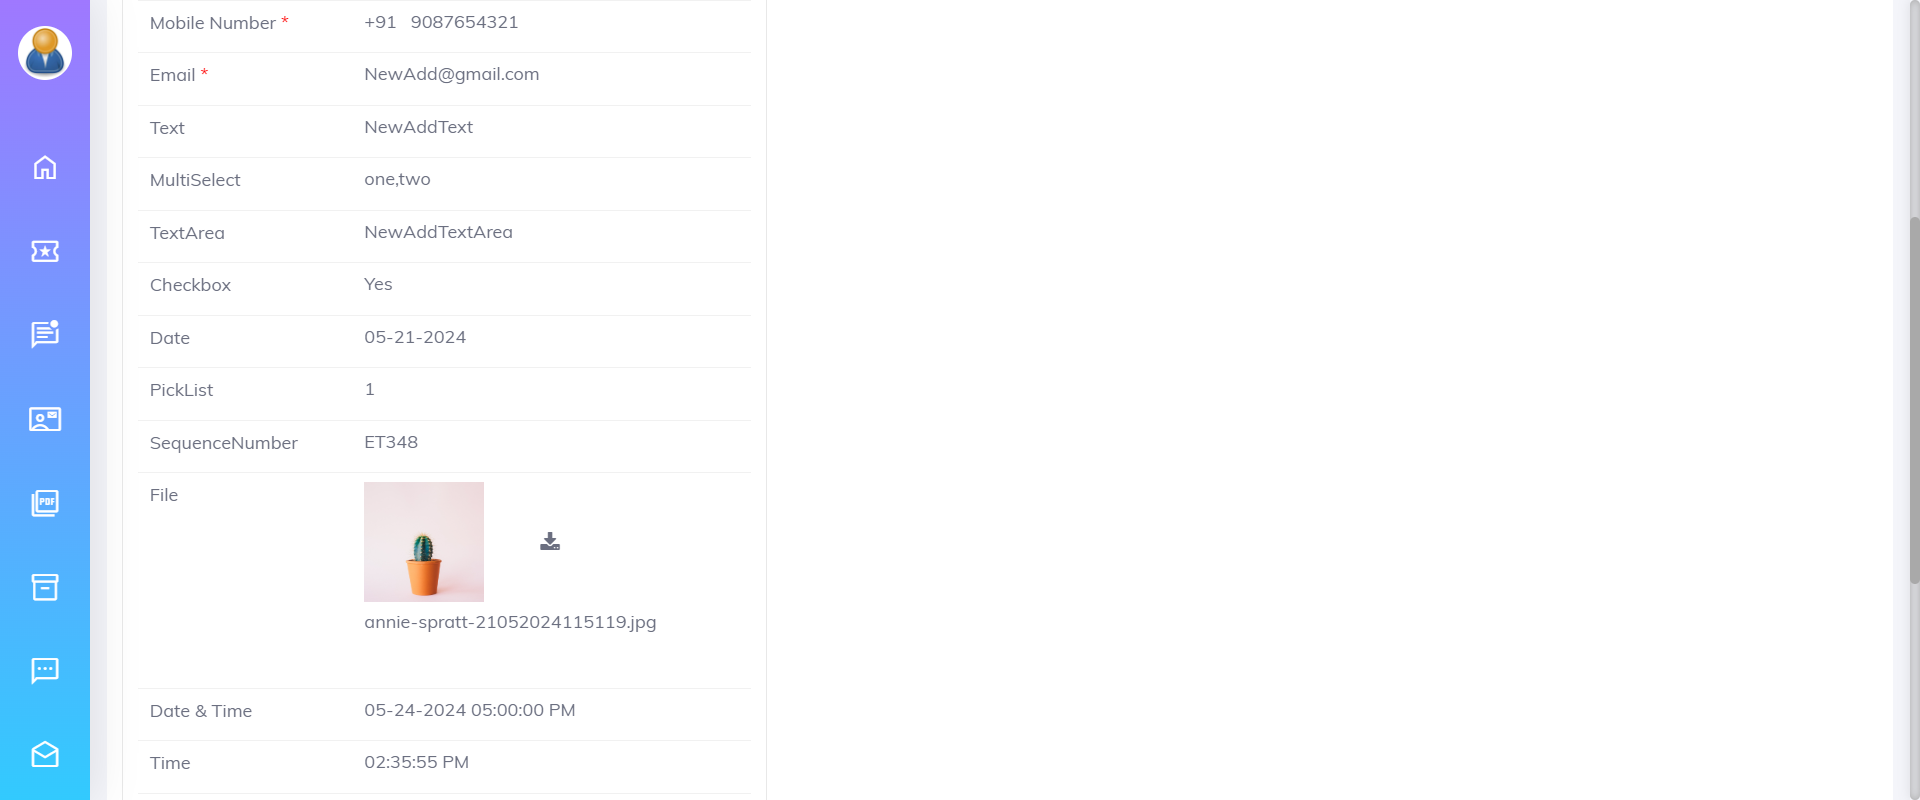 Mobile Number * +91 9087654321
Email * NewAdd@gmail.com
Text NewAddText
MultiSelect one,two
TextArea NewAddTextArea
Checkbox Yes
Date 05-21-2024
PickList 1
SequenceNumber ET348
File
annie-spratt-21052024115119.jpg
Date & Time 05-24-2024 05:00:00 PM
Time 02:35:55 PM
PDF